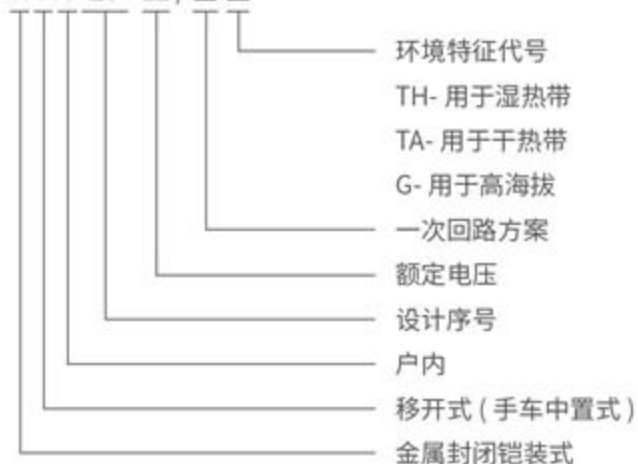 环境特征代号
TH- 用于湿热带
TA- 用于干热带
G- 用于高海拔
一次回路方案
额定电压
设计序号
户内
移开式 ( 手车中置式 )
金属封闭铠装式